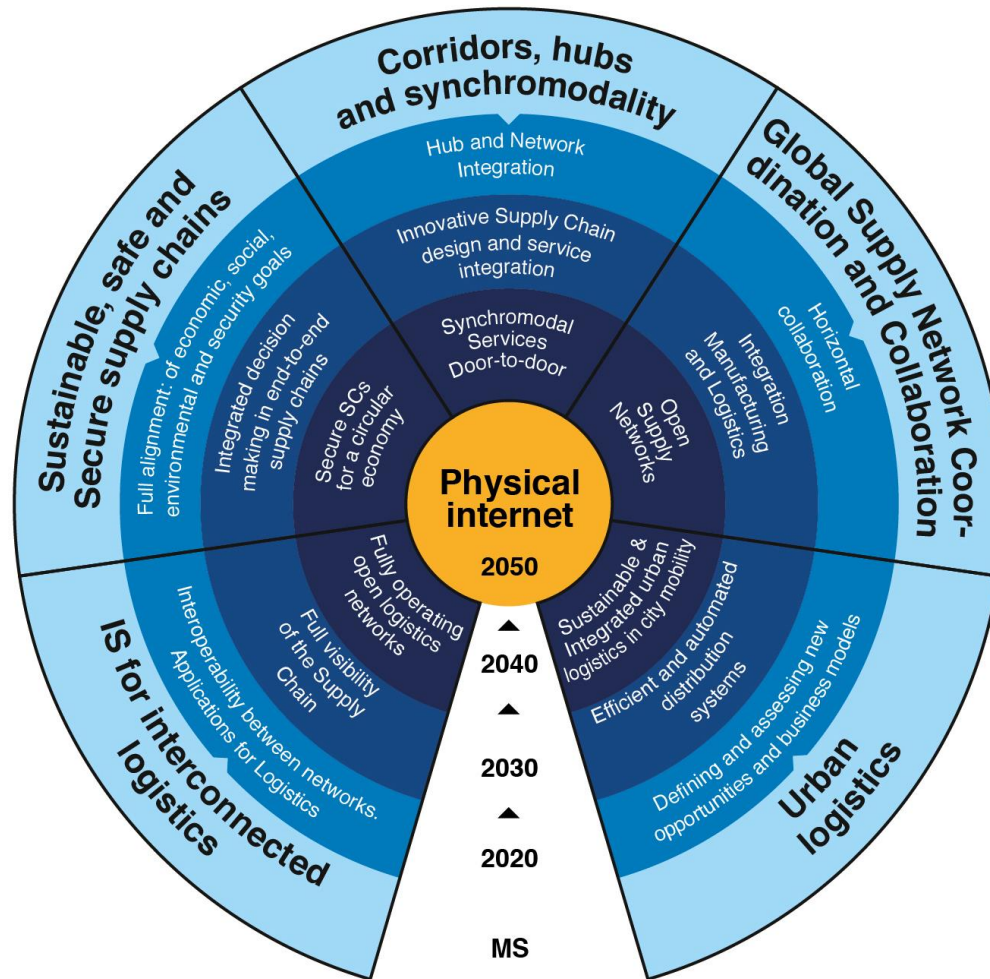 Corridors, hubs
and synchromodality
Hub and Network
Integration
Innovative Supply Chain
design and service
integration
Synchromodal
Services
Door-to-door
Global Supply Network Coor-
dination and Collaboration
Horizontal
collaboration
Integration
Manufacturing
and Logistics
Open
Supply
Networks
Urban
logistics
Defining and assessing new
opportunities and business models
Efficient and automated
distribution
systems
Sustainable &
Integrated urban
logistics in city mobility
IS for interconnected
logistics
Interoperability between networks.
Applications for Logistics
Full visibility
of the Supply
Chain
Fully operating
open logistics
networks
Sustainable, safe and
Secure supply chains
Full alignment: of economic, social,
environmental and security goals
Integrated decision
making in end-to-end
supply chains
Secure SCs
for a circular
economy
Physical
internet
2050
2040
2030
2020
MS